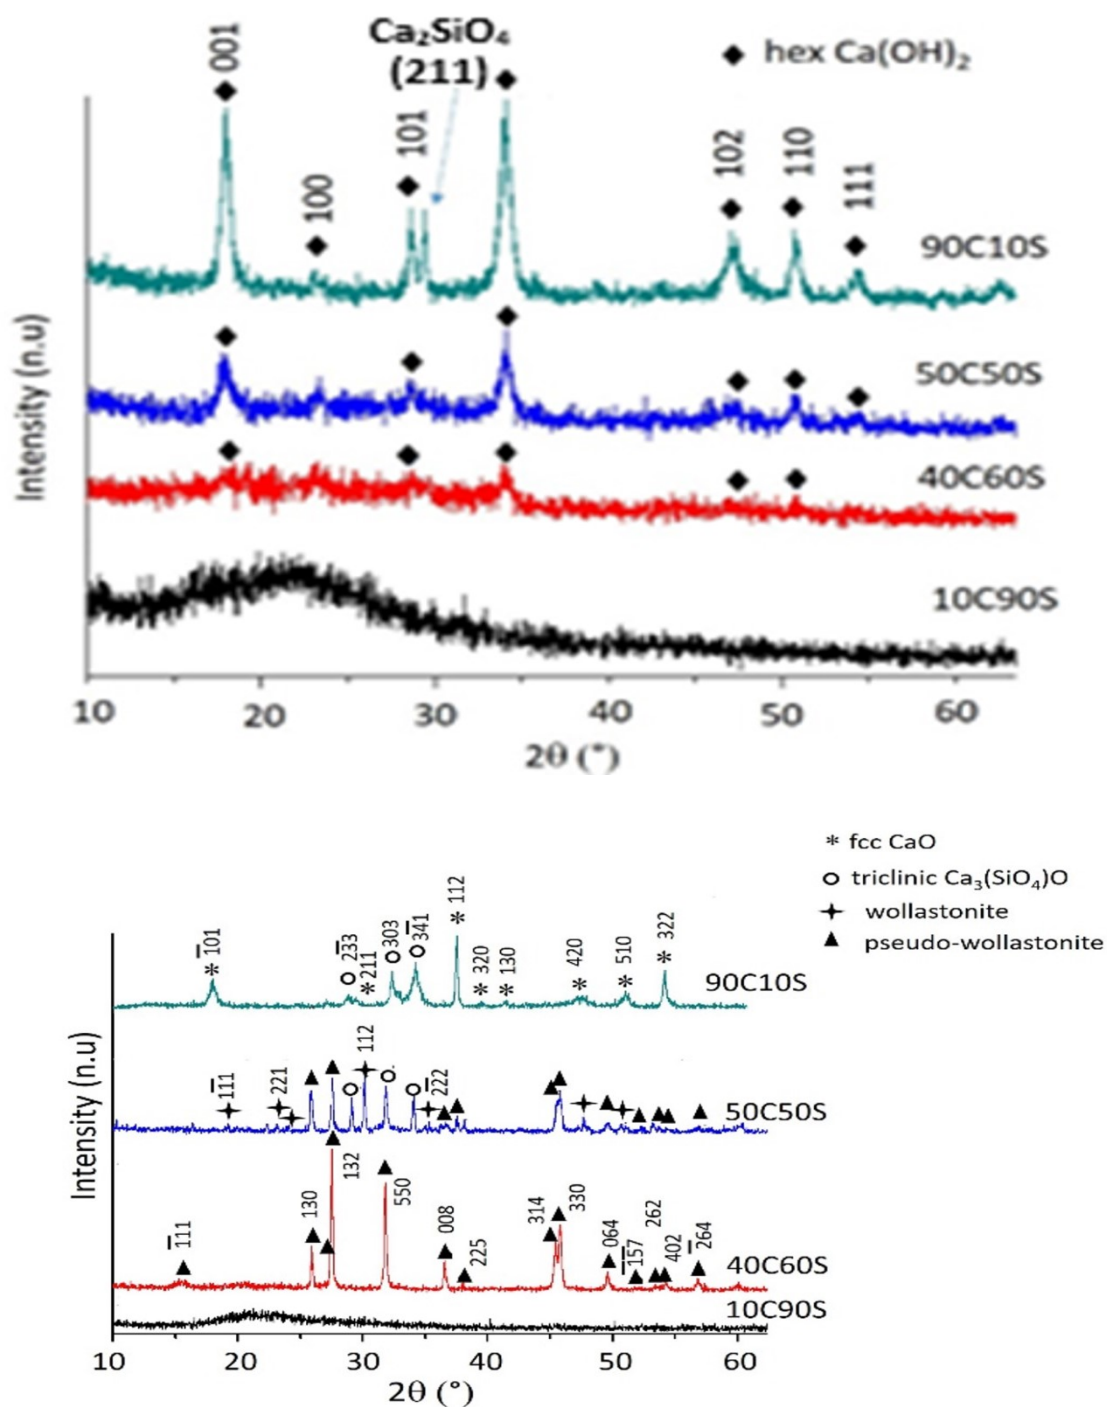 Ca₂SiO₄
(211)
◆ hex Ca(OH)₂
001
100
101
102
110
111
90C10S
50C50S
40C60S
10C90S
Intensity (n.u)
10 20 30 40 50 60
2θ (°)
* fcc CaO
o triclinic Ca₃(SiO₄)O
wollastonite
▲ pseudo-wollastonite
1̅01
2̅33
211
303
3̅41
112
320
130
420
510
322
90C10S
1̅11
221
112
2̅22
50C50S
1̅11
130
132
550
008
225
314
330
064
1̅57
262
402
2̅64
40C60S
10C90S
Intensity (n.u)
10 20 30 40 50 60
2θ (°)